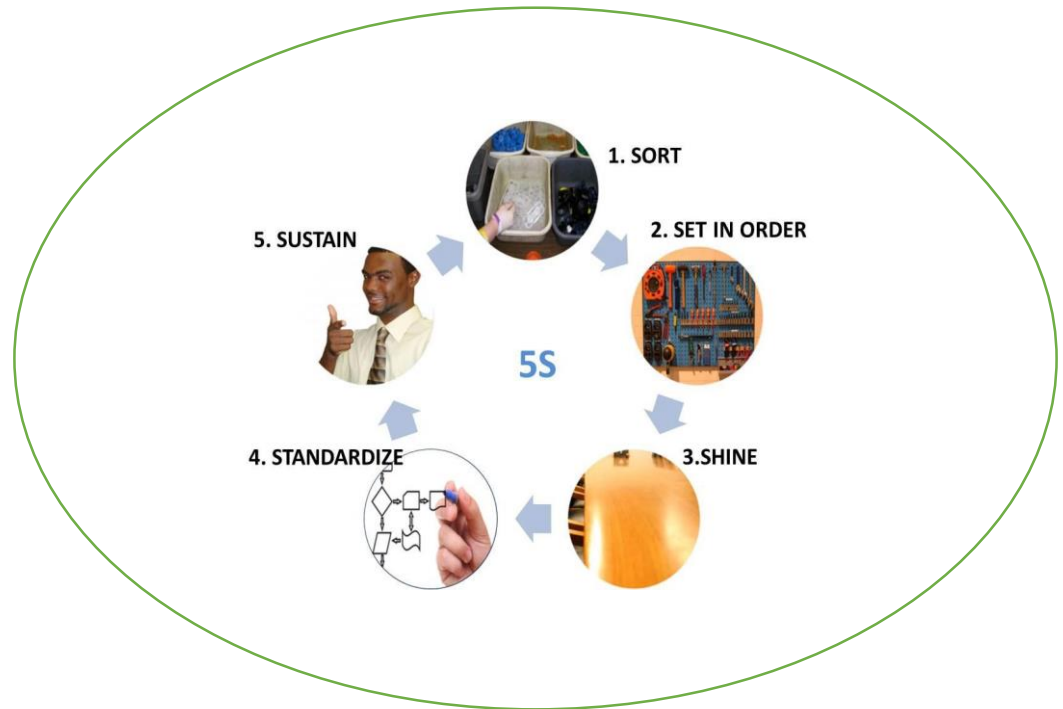 1. SORT
2. SET IN ORDER
3.SHINE
4. STANDARDIZE
5. SUSTAIN
5S